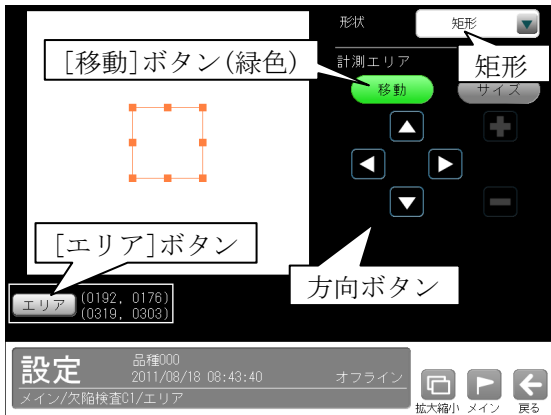 形状
矩形
[移動]ボタン(緑色)
計測エリア
矩形
移動
サイズ
[エリア]ボタン
方向ボタン
エリア
(0192, 0176)
(0319, 0303)
設定
品種000
2011/08/18 08:43:40
オフライン
メイン/欠陥検査C1/エリア
拡大縮小
メイン
戻る